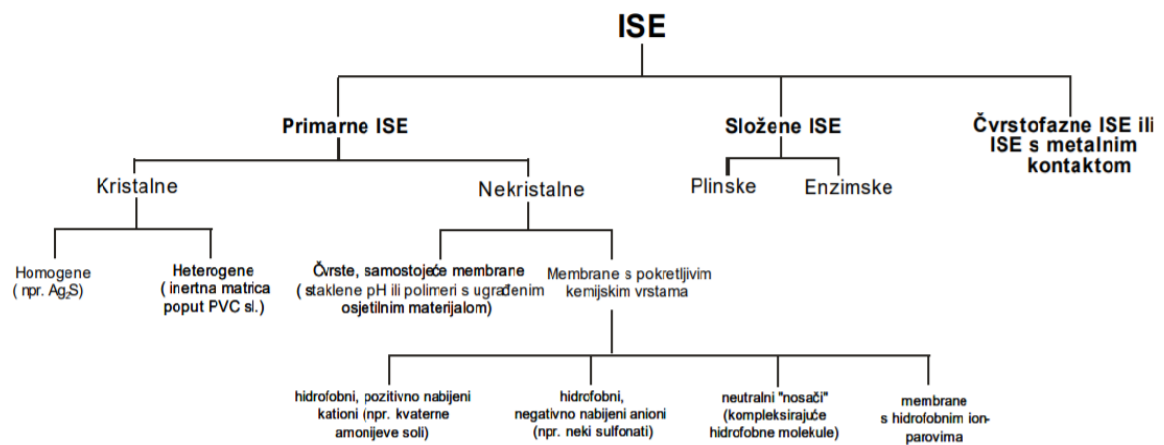 ISE
Primarne ISE
Složene ISE
Čvrstofazne ISE ili
ISE s metalnim
kontaktom
Kristalne
Nekristalne
Plinske
Enzimske
Homogene
( npr. Ag₂S)
Heterogene
( inertna matrica
poput PVC sl.)
Čvrste, samostojeće membrane
( staklene pH ili polimeri s ugrađenim
osjetilnim materijalom)
Membrane s pokretljivim
kemijskim vrstama
hidrofobni, pozitivno nabijeni
kationi (npr. kvaterne
amonijeve soli)
hidrofobni,
negativno nabijeni anioni
(npr. neki sulfonati)
neutralni "nosači"
(kompleksirajuće
hidrofobne molekule)
membrane
s hidrofobnim ion-
parovima